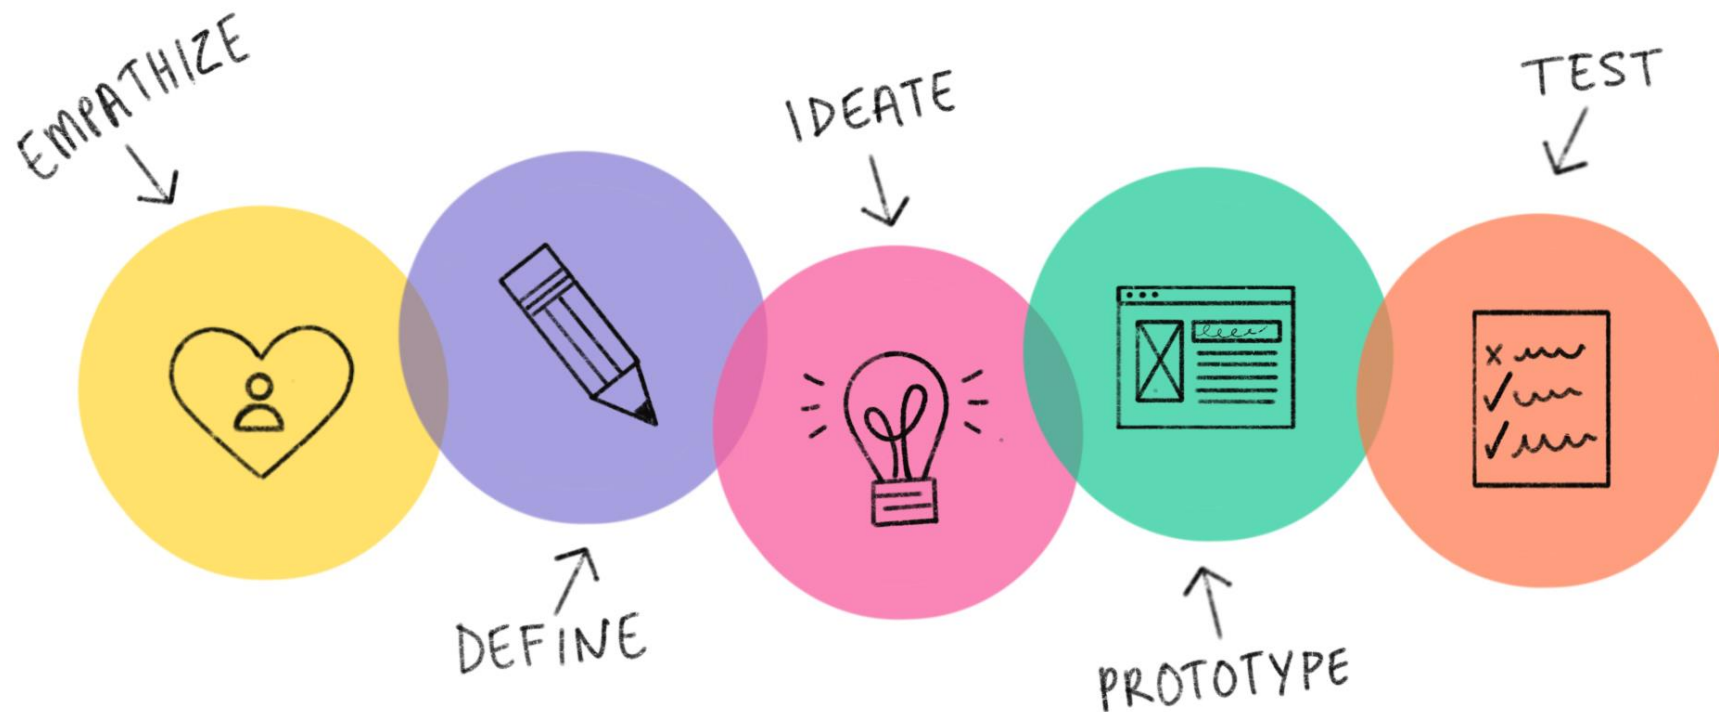 EMPATHIZE
DEFINE
IDEATE
PROTOTYPE
TEST